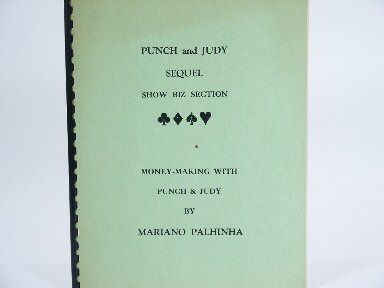 PUNCH and JUDY
SEQUEL
SHOW BIZ SECTION
♣♦♠♥
MONEY-MAKING WITH
PUNCH & JUDY
BY
MARIANO PALHINHA